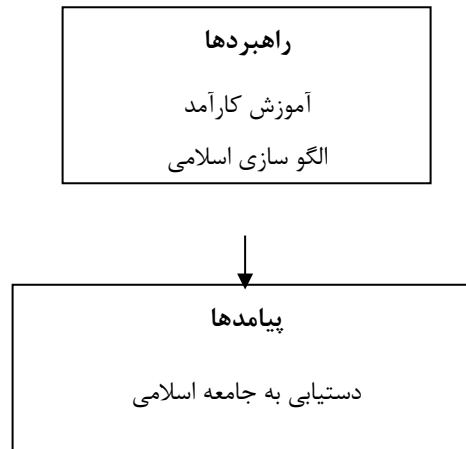 راهبردها
آموزش کارآمد
الگو سازی اسلامی
پیامدها
دستیابی به جامعه اسلامی